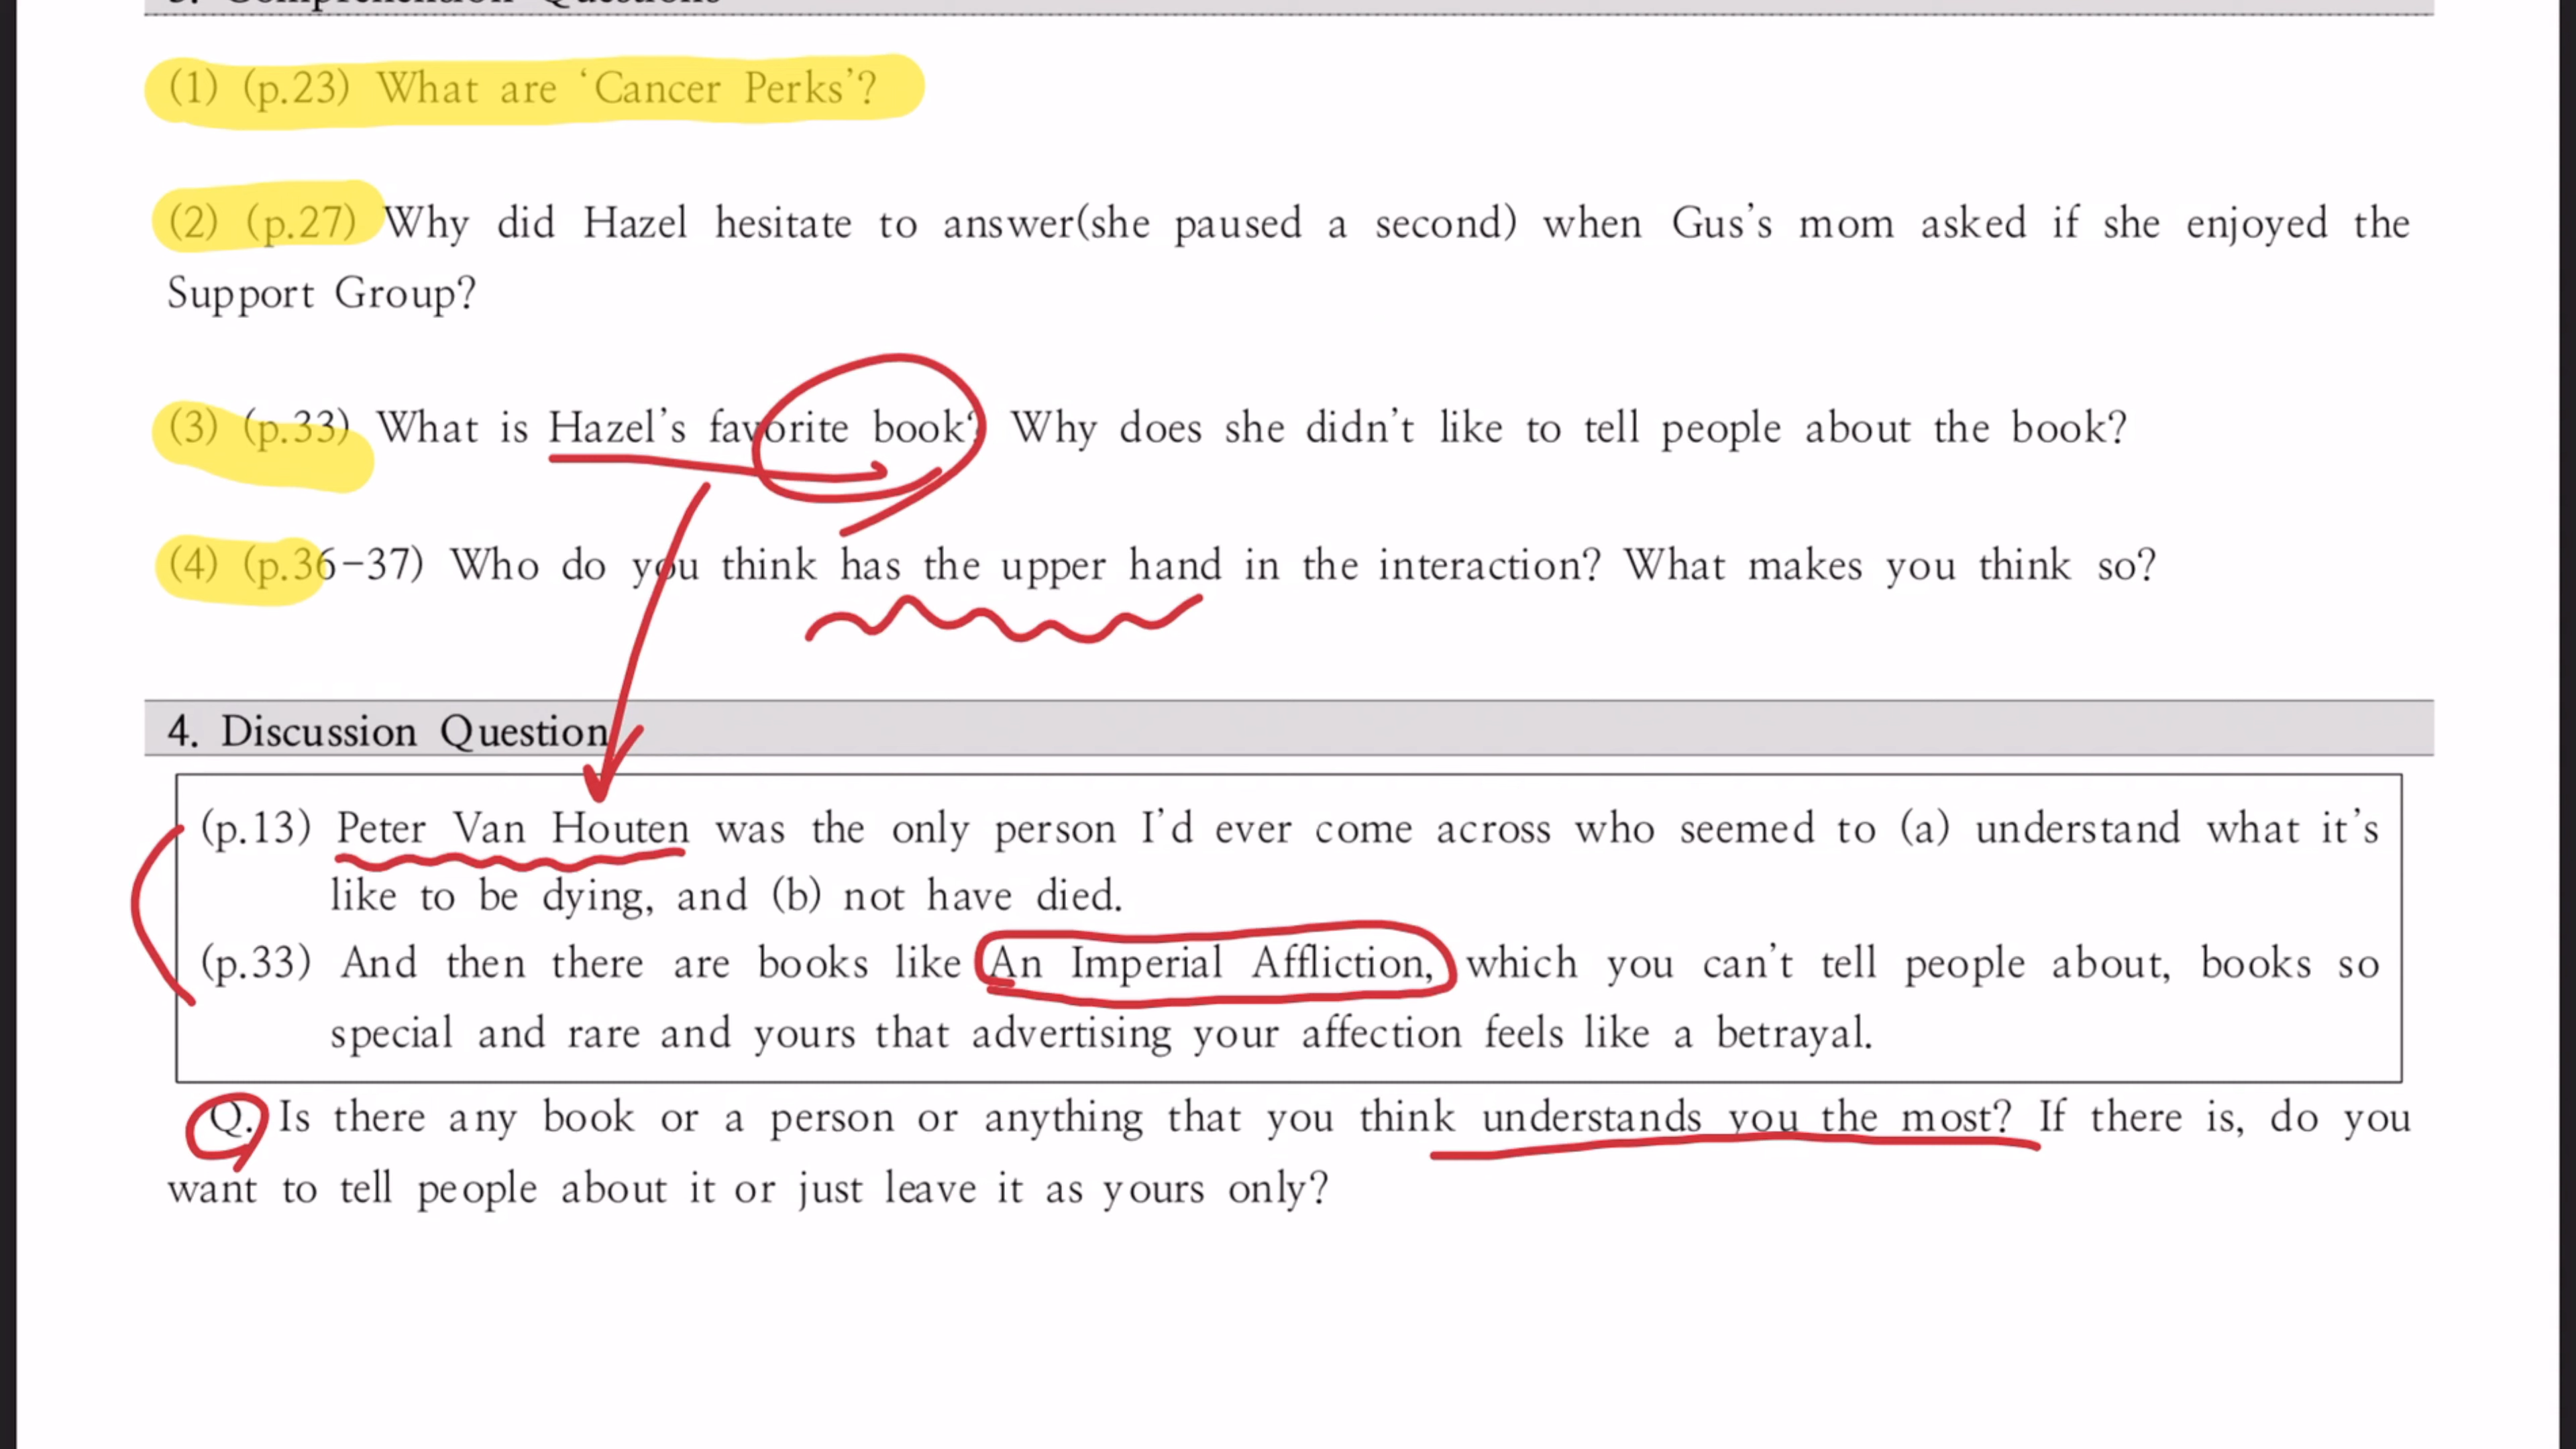 3. Comprehension Questions
(1) (p.23) What are ‘Cancer Perks’?
(2) (p.27) Why did Hazel hesitate to answer(she paused a second) when Gus’s mom asked if she enjoyed the
Support Group?
(3) (p.33) What is Hazel’s favorite book? Why does she didn’t like to tell people about the book?
(4) (p.36-37) Who do you think has the upper hand in the interaction? What makes you think so?
4. Discussion Question
(p.13) Peter Van Houten was the only person I’d ever come across who seemed to (a) understand what it’s
like to be dying, and (b) not have died.
(p.33) And then there are books like An Imperial Affliction, which you can’t tell people about, books so
special and rare and yours that advertising your affection feels like a betrayal.
Q. Is there any book or a person or anything that you think understands you the most? If there is, do you
want to tell people about it or just leave it as yours only?